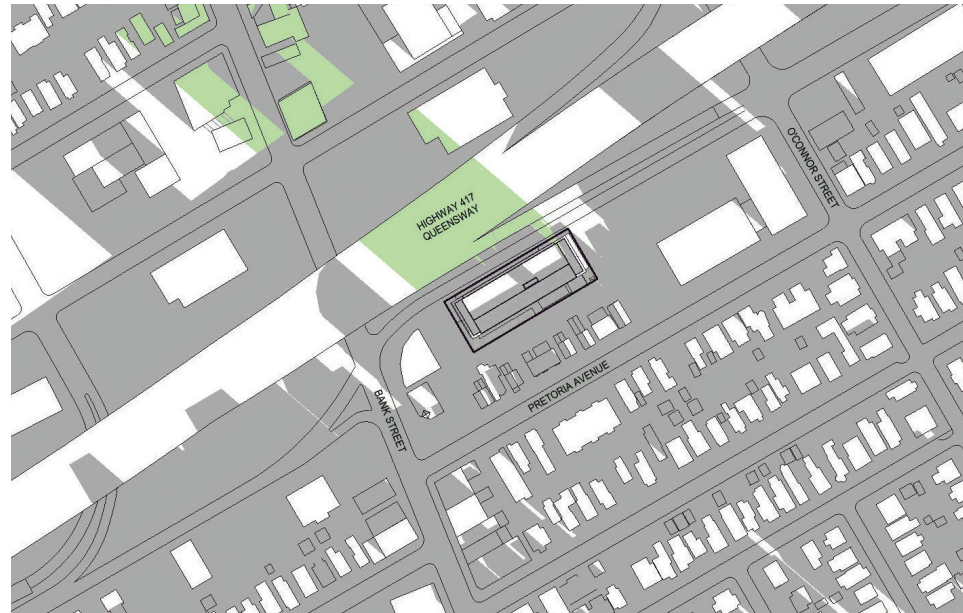 HIGHWAY 417
QUEENSWAY
O'CONNOR STREET
BANK STREET
PRETORIA AVENUE